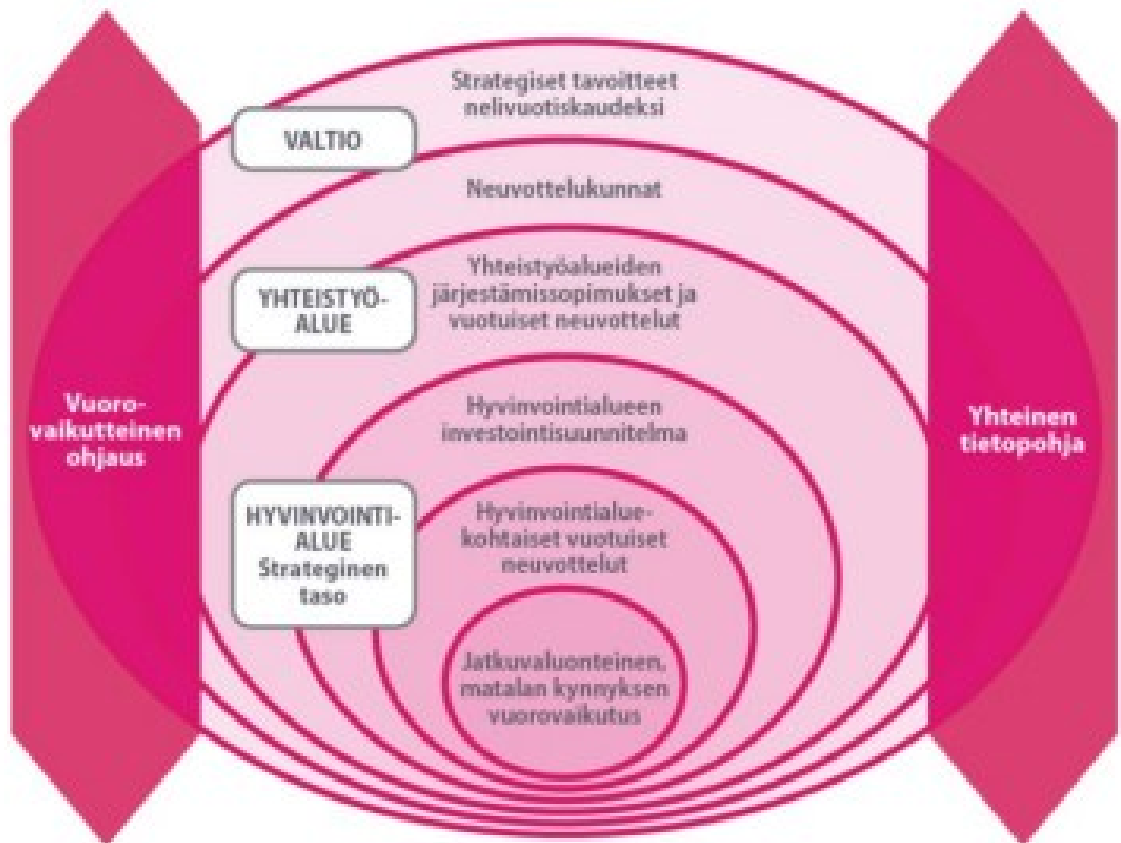 Strategiset tavoitteet
nelivuotiskaudeksi
VALTIO
Neuvottelukunnat
YHTEISTYÖ-
ALUE
Yhteistyöalueiden
järjestämissopimukset ja
vuotuiset neuvottelut
Vuoro-
vaikutteinen
ohjaus
Hyvinvointialueen
investointisuunnitelma
Yhteinen
tietopohja
HYVINVOINTI-
ALUE
Strateginen
taso
Hyvinvointialue-
kohtaiset vuotuiset
neuvottelut
Jatkuvaluonteinen,
matalan kynnyksen
vuorovaikutus